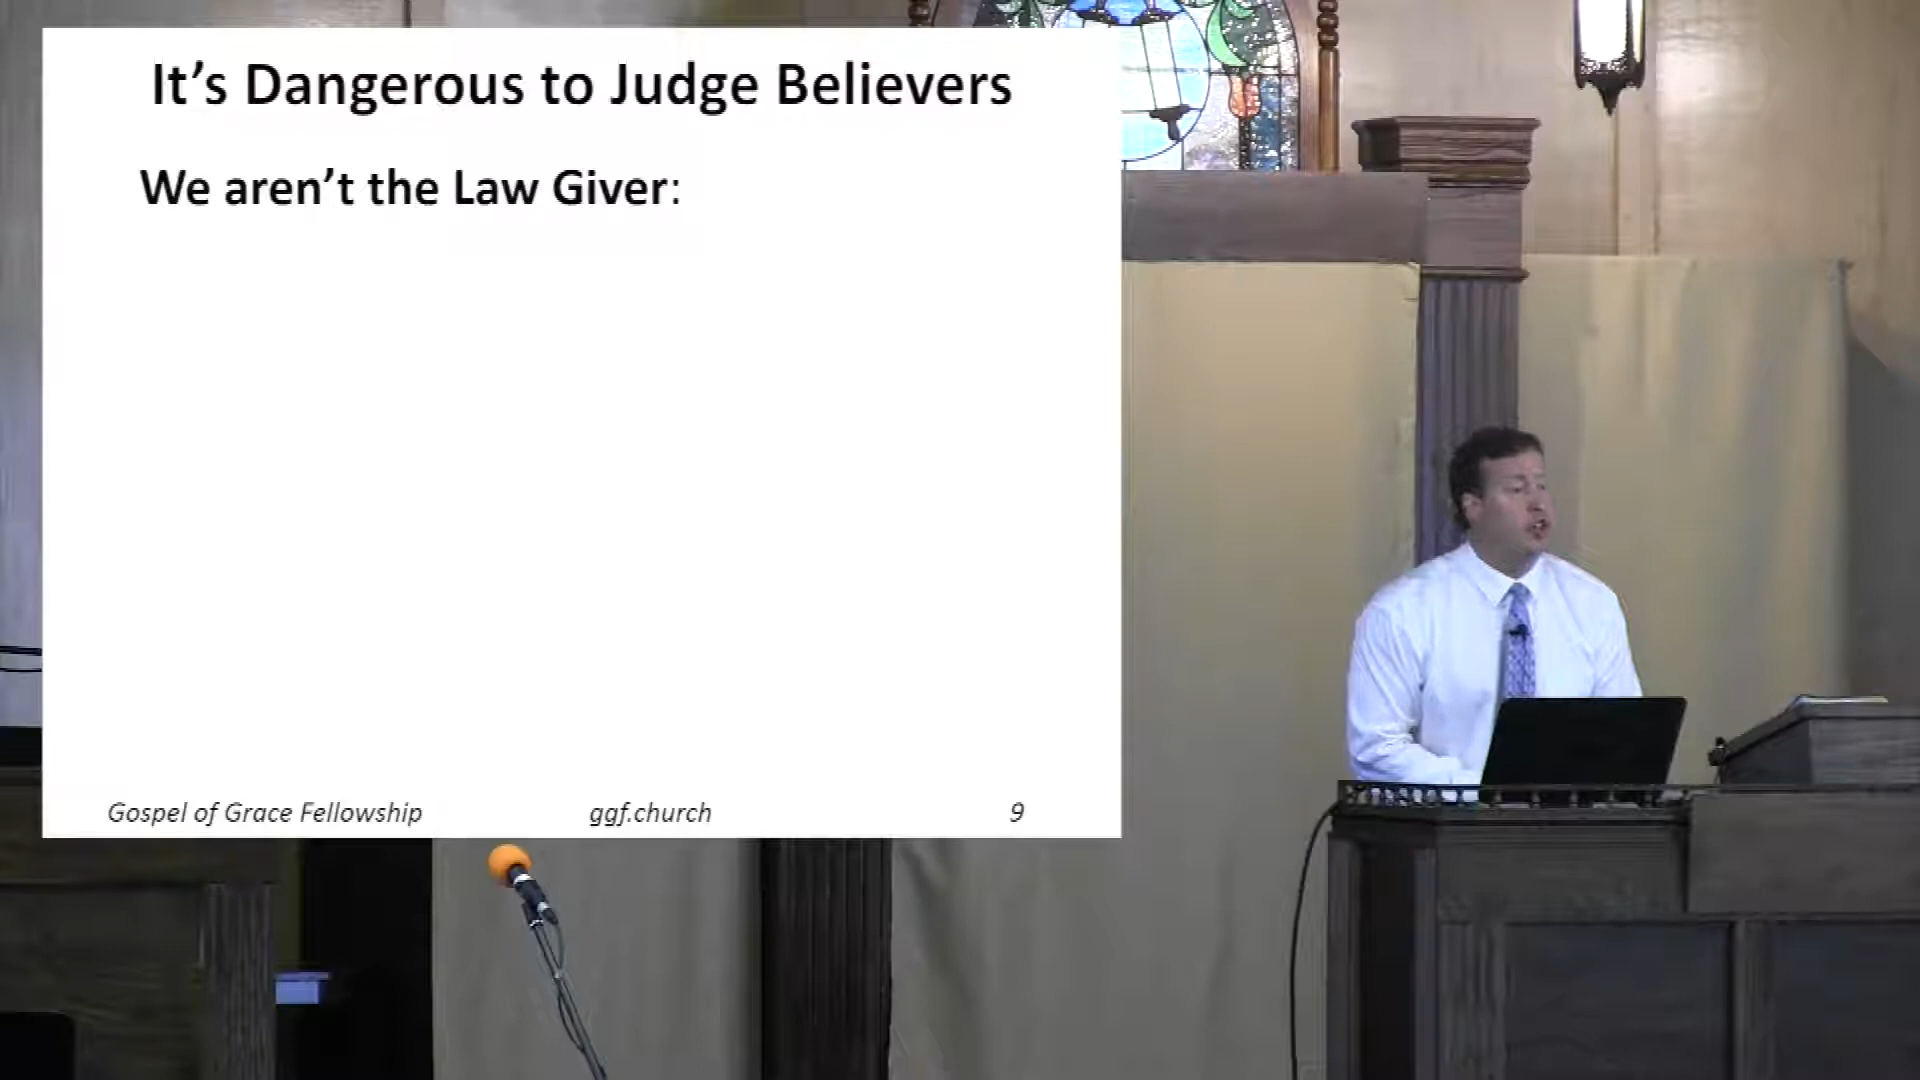 It’s Dangerous to Judge Believers
We aren’t the Law Giver:
Gospel of Grace Fellowship ggf.church 9